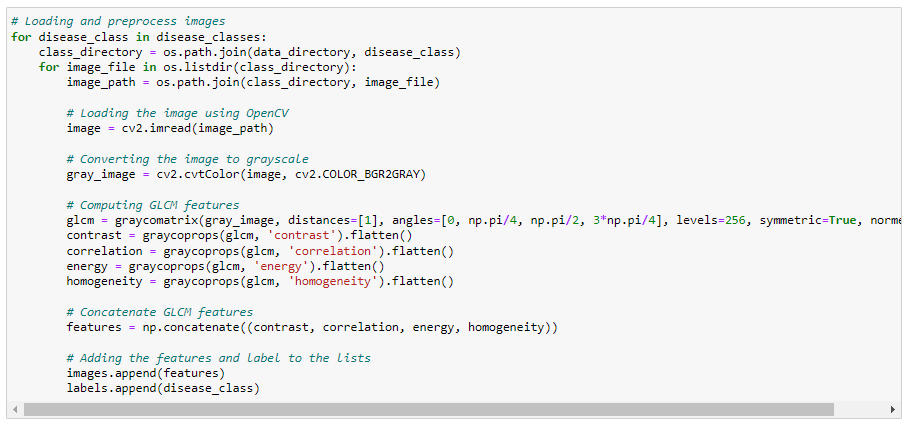 # Loading and preprocess images
for disease_class in disease_classes:
    class_directory = os.path.join(data_directory, disease_class)
    for image_file in os.listdir(class_directory):
        image_path = os.path.join(class_directory, image_file)

        # Loading the image using OpenCV
        image = cv2.imread(image_path)

        # Converting the image to grayscale
        gray_image = cv2.cvtColor(image, cv2.COLOR_BGR2GRAY)

        # Computing GLCM features
        glcm = graycomatrix(gray_image, distances=[1], angles=[0, np.pi/4, np.pi/2, 3*np.pi/4], levels=256, symmetric=True, norme
        contrast = graycoprops(glcm, 'contrast').flatten()
        correlation = graycoprops(glcm, 'correlation').flatten()
        energy = graycoprops(glcm, 'energy').flatten()
        homogeneity = graycoprops(glcm, 'homogeneity').flatten()

        # Concatenate GLCM features
        features = np.concatenate((contrast, correlation, energy, homogeneity))

        # Adding the features and label to the lists
        images.append(features)
        labels.append(disease_class)